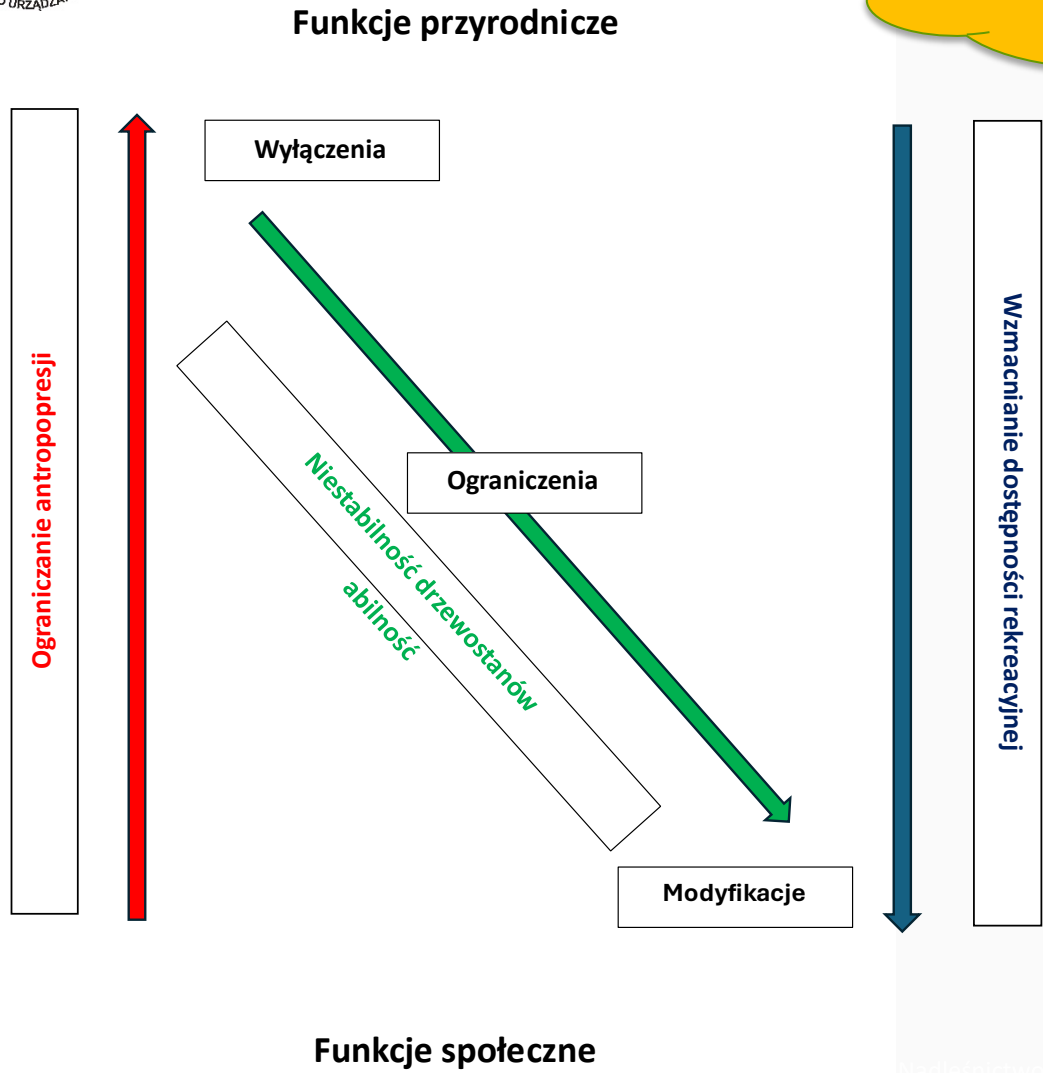 Funkcje przyrodnicze
Wyłączenia
Ograniczanie antropopresji
Wzmacnianie dostępności rekreacyjnej
Ograniczenia
Niestabilność drzewostanów
abilność
Modyfikacje
Funkcje społeczne